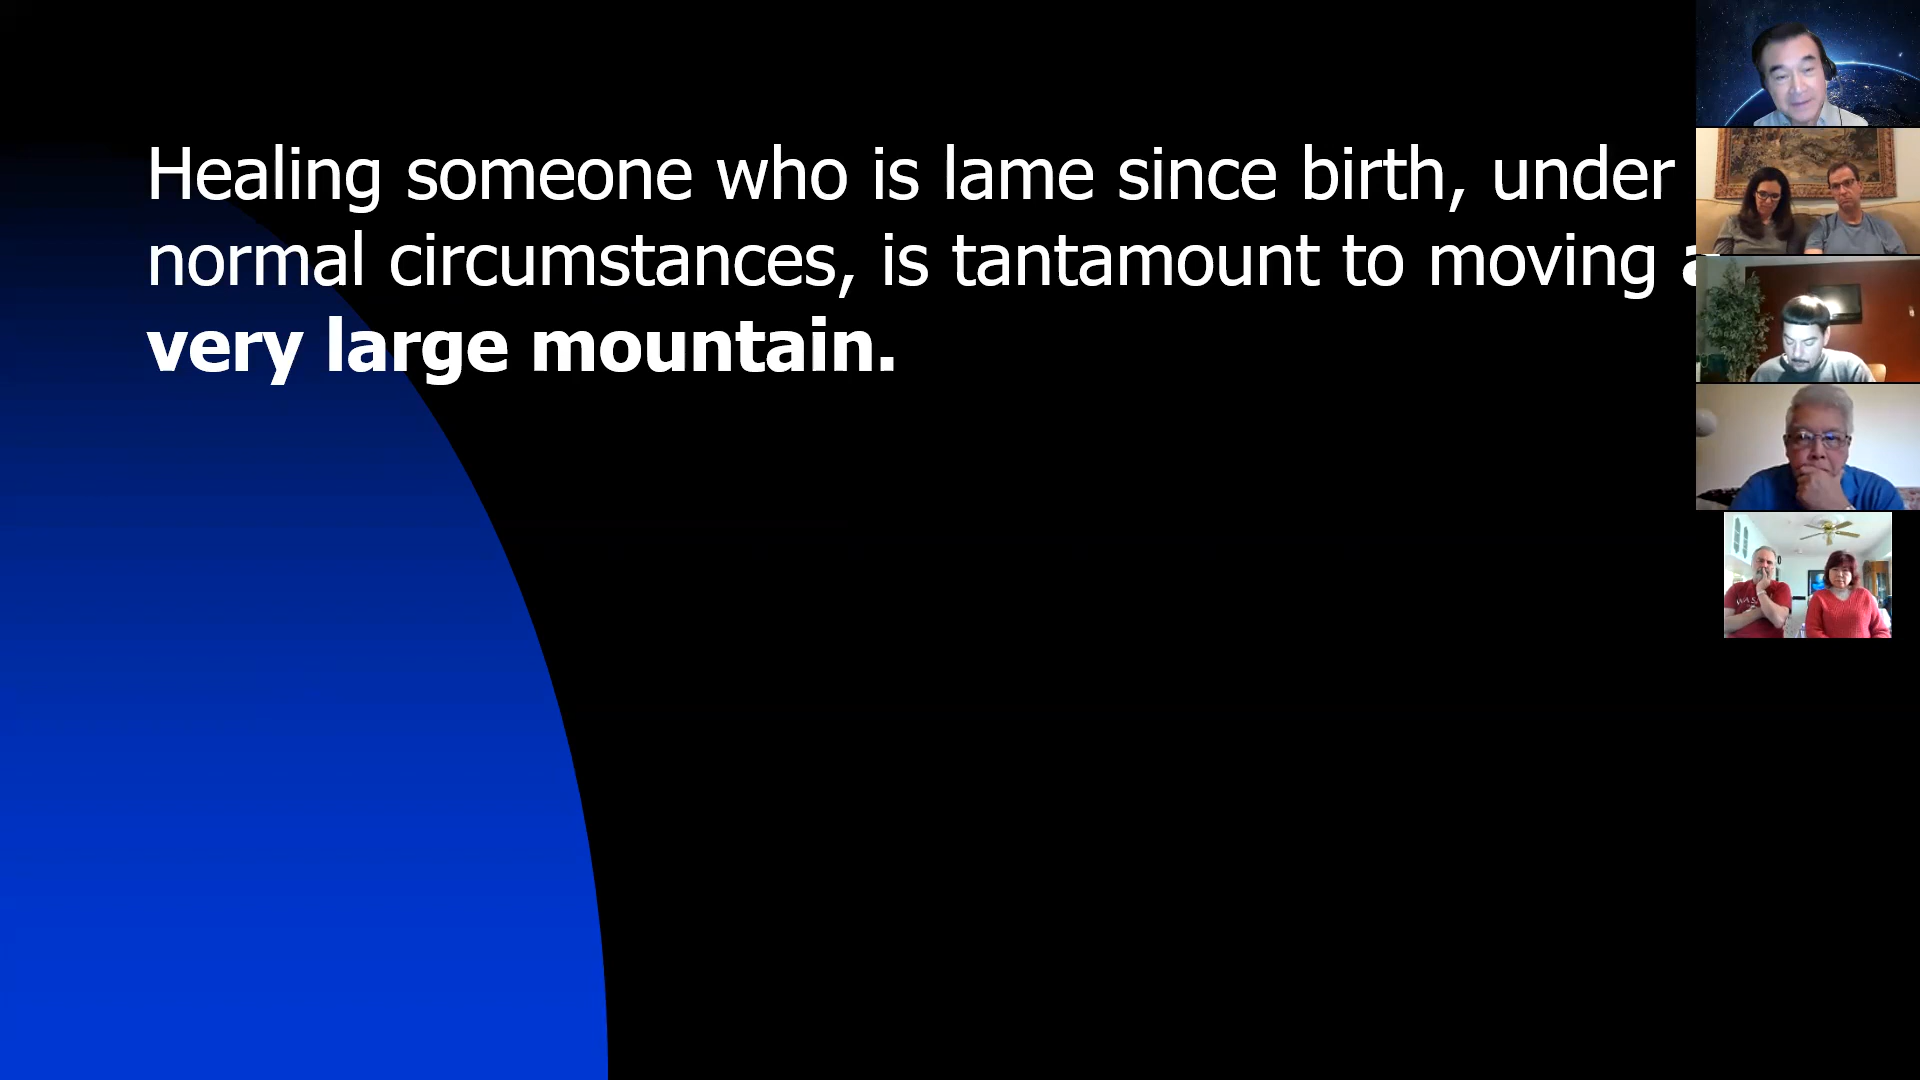 Healing someone who is lame since birth, under
normal circumstances, is tantamount to moving a
very large mountain.